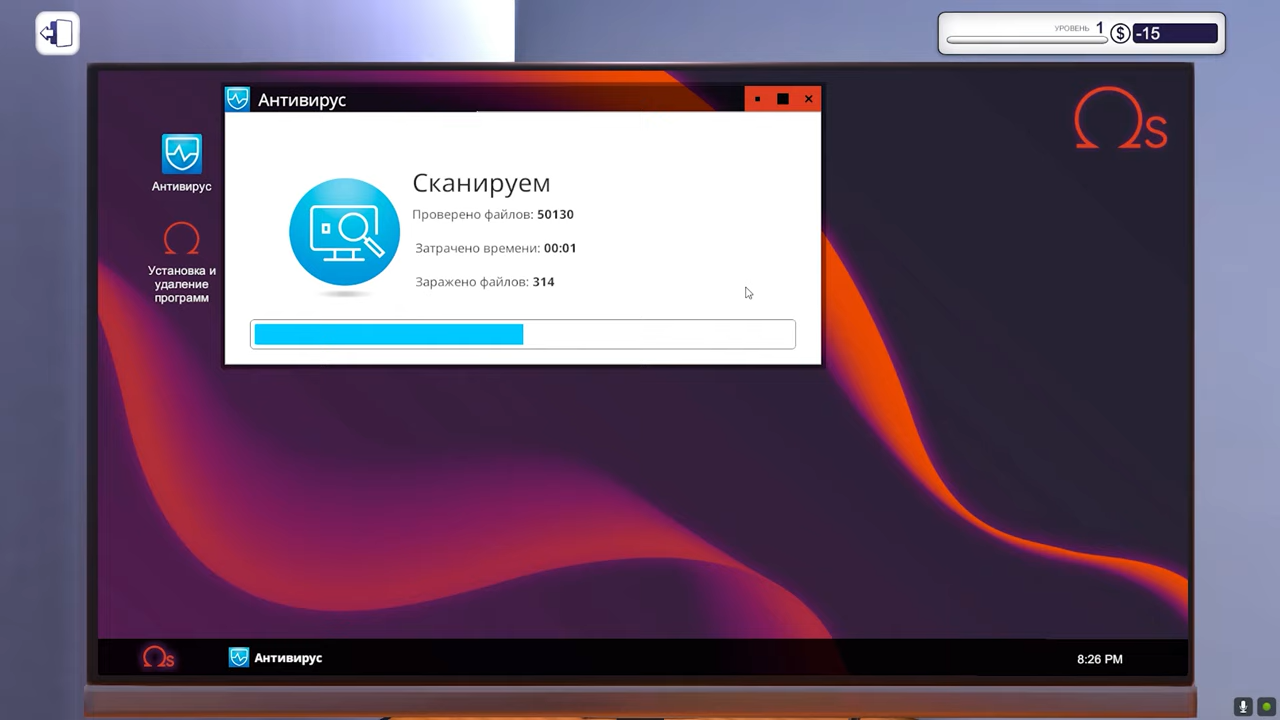 УРОВЕНЬ 1 $ -15
Антивирус
Ωs
Антивирус
Сканируем
Проверено файлов: 50130
Затрачено времени: 00:01
Заражено файлов: 314
Установка и
удаление
программ
Ωs Антивирус 8:26 PM